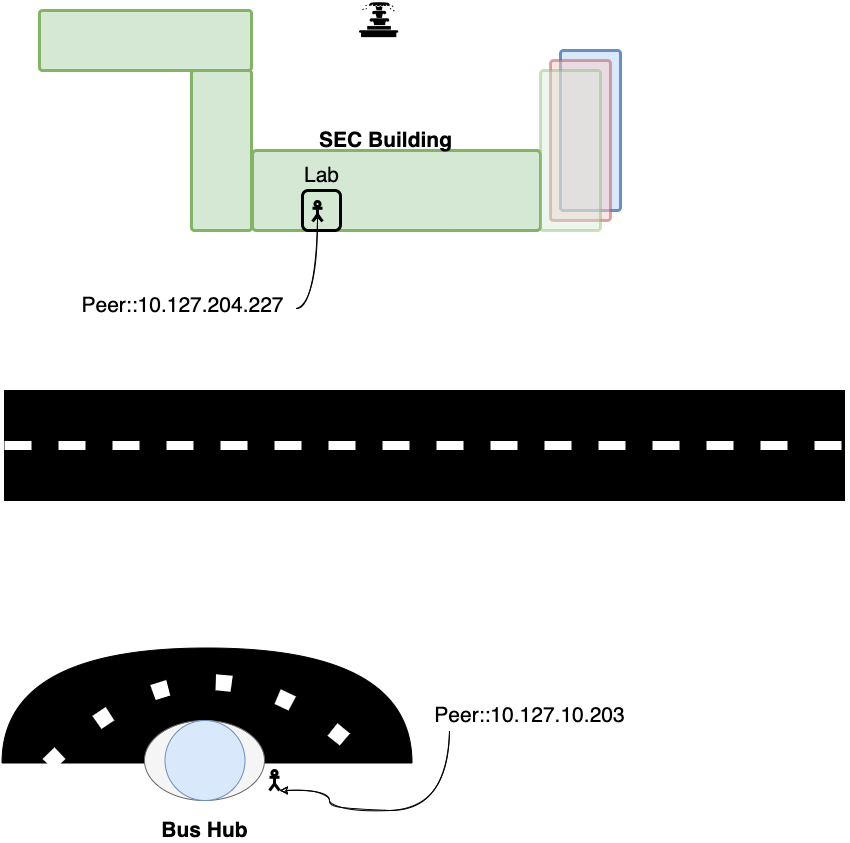 SEC Building
Lab
Peer::10.127.204.227
Peer::10.127.10.203
Bus Hub